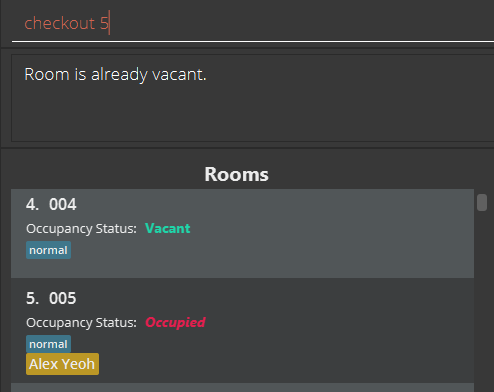 checkout 5
Room is already vacant.
Rooms
4. 004
Occupancy Status: Vacant
normal
5. 005
Occupancy Status: Occupied
normal
Alex Yeoh